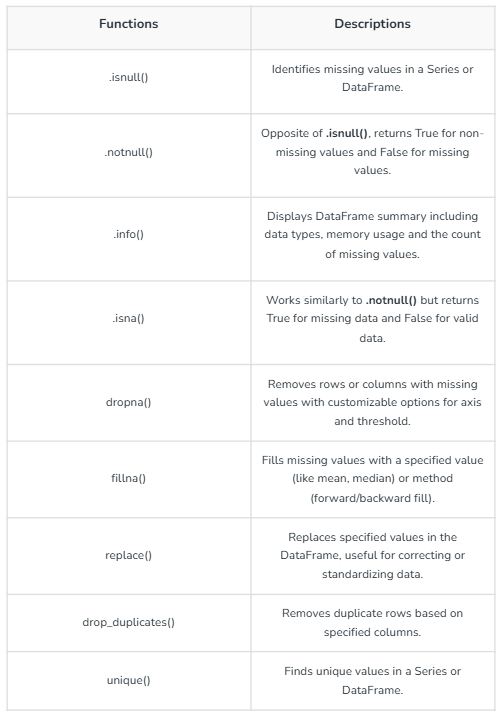 Functions
Descriptions
.isnull()
Identifies missing values in a Series or
DataFrame.
.notnull()
Opposite of .isnull(), returns True for non-
missing values and False for missing
values.
.info()
Displays DataFrame summary including
data types, memory usage and the count
of missing values.
.isna()
Works similarly to .notnull() but returns
True for missing data and False for valid
data.
dropna()
Removes rows or columns with missing
values with customizable options for axis
and threshold.
fillna()
Fills missing values with a specified value
(like mean, median) or method
(forward/backward fill).
replace()
Replaces specified values in the
DataFrame, useful for correcting or
standardizing data.
drop_duplicates()
Removes duplicate rows based on
specified columns.
unique()
Finds unique values in a Series or
DataFrame.